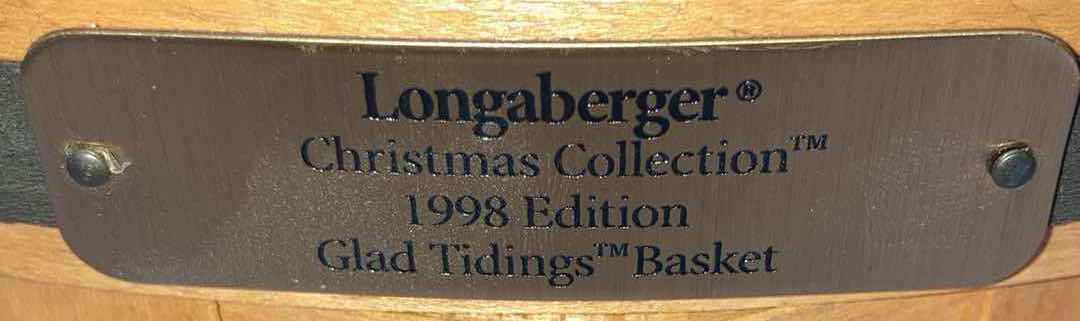 Longaberger®
Christmas Collection™
1998 Edition
Glad Tidings™ Basket